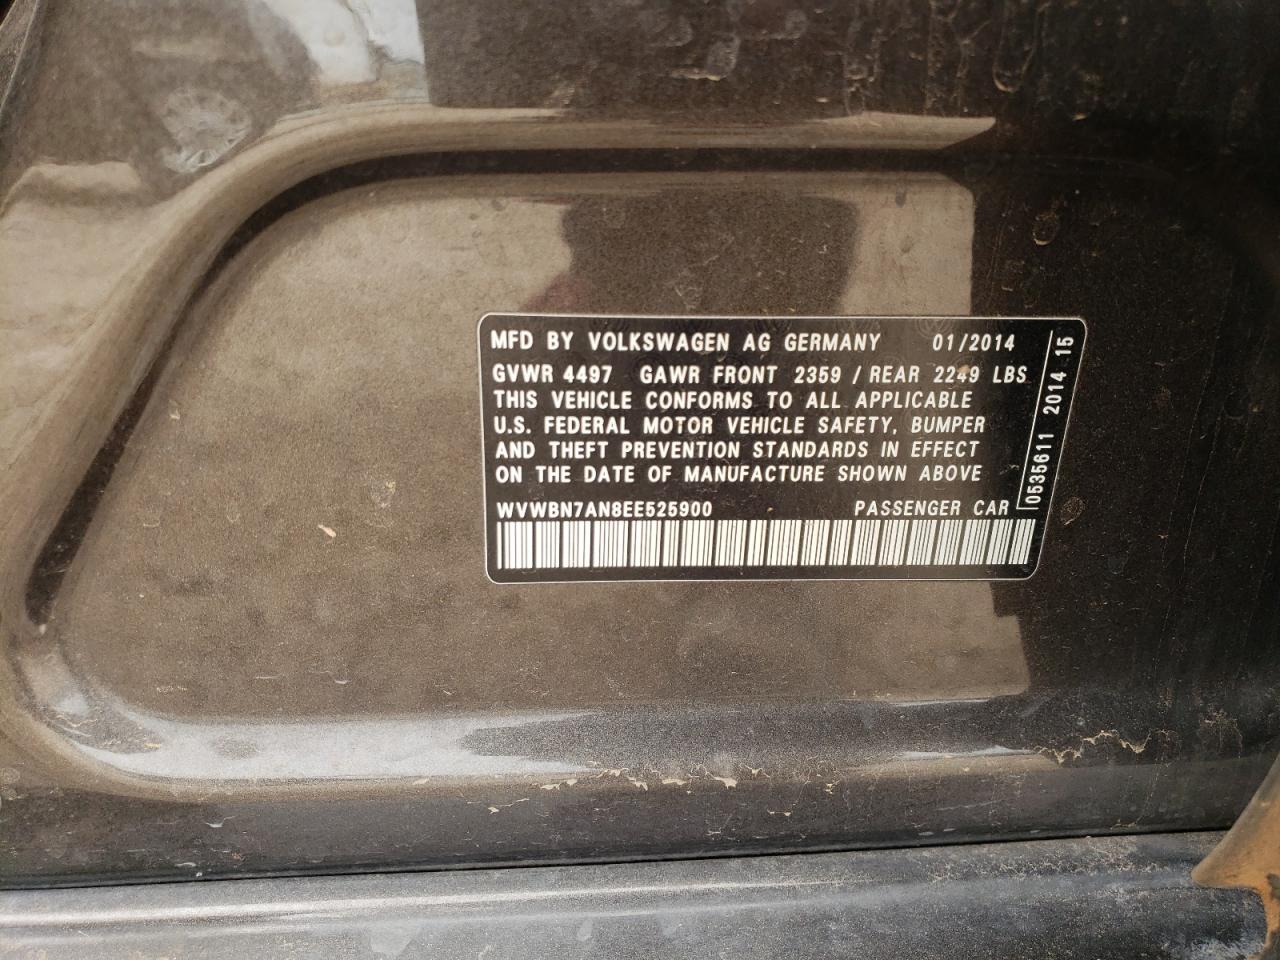 MFD BY VOLKSWAGEN AG GERMANY 01/2014
GVWR 4497 GAWR FRONT 2359 / REAR 2249 LBS
THIS VEHICLE CONFORMS TO ALL APPLICABLE
U.S. FEDERAL MOTOR VEHICLE SAFETY, BUMPER
AND THEFT PREVENTION STANDARDS IN EFFECT
ON THE DATE OF MANUFACTURE SHOWN ABOVE
WVWBN7AN8EE525900 PASSENGER CAR
0535611 2014 15